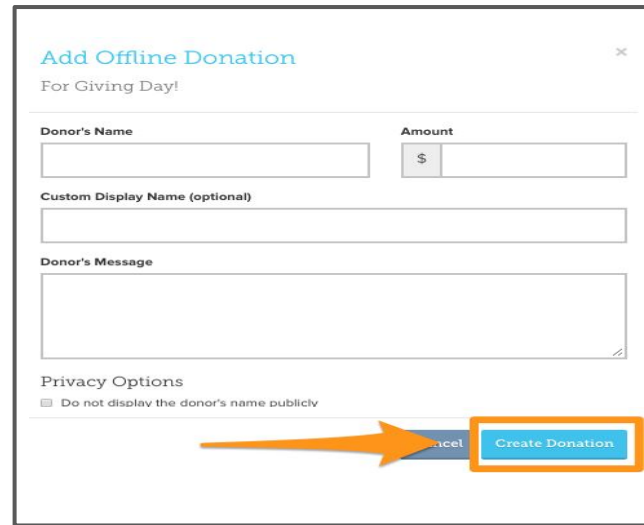 Add Offline Donation
×
For Giving Day!
Donor's Name
Amount
$
Custom Display Name (optional)
Donor's Message
Privacy Options
Do not display the donor's name publicly
Create Donation